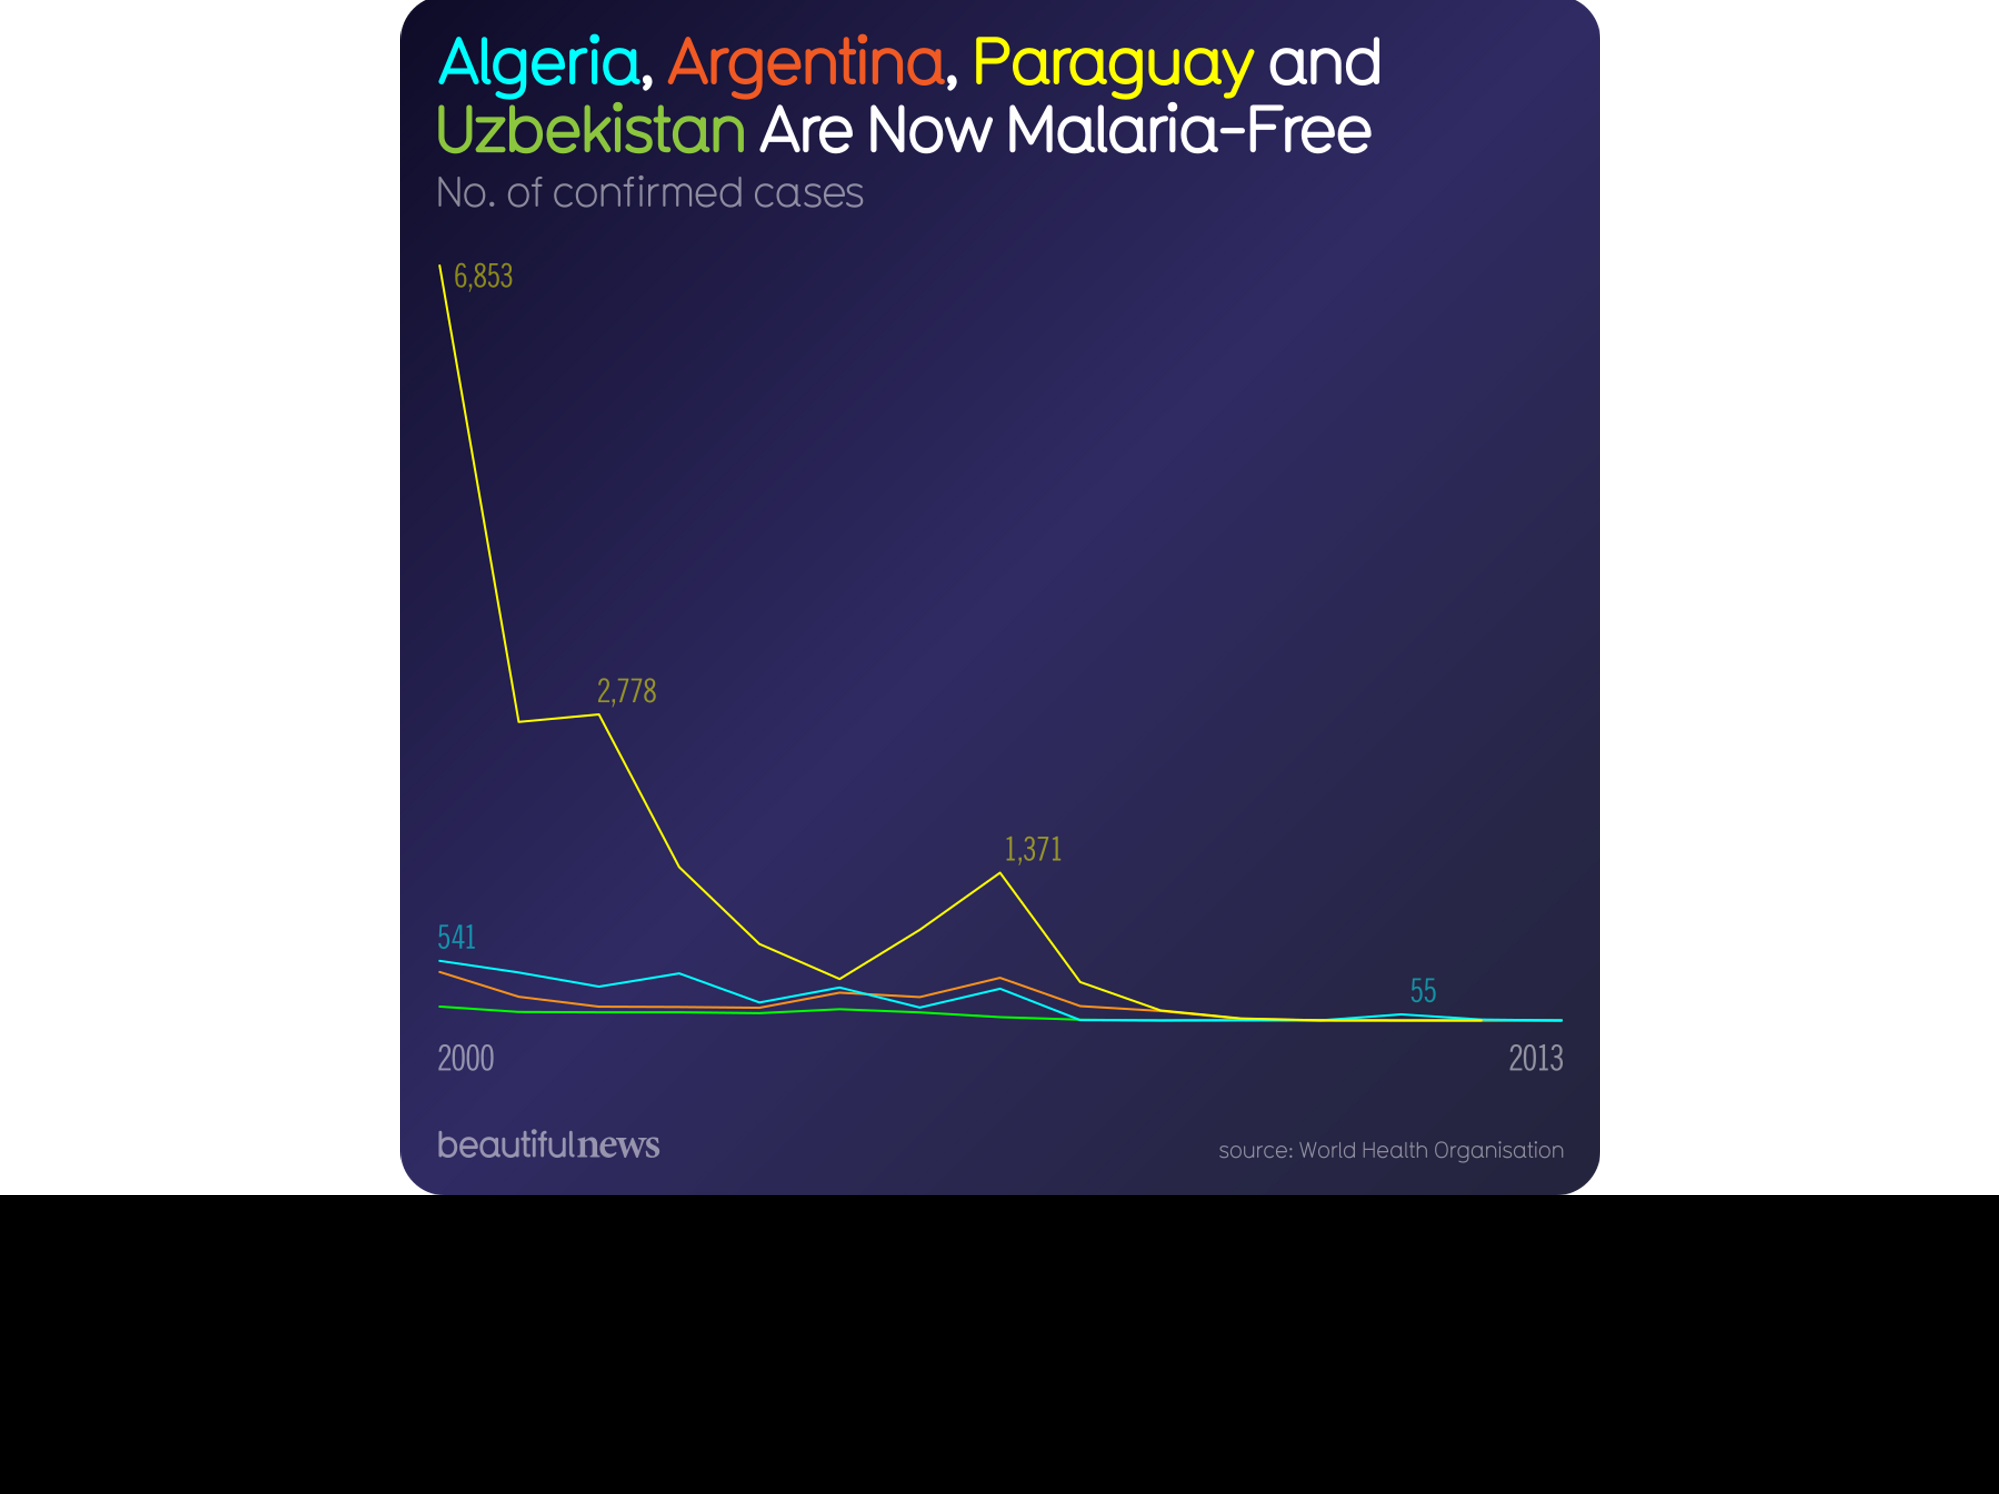 Algeria, Argentina, Paraguay and
Uzbekistan Are Now Malaria-Free
No. of confirmed cases
6,853
2,778
1,371
541
55
2000
2013
beautifulnews
source: World Health Organisation